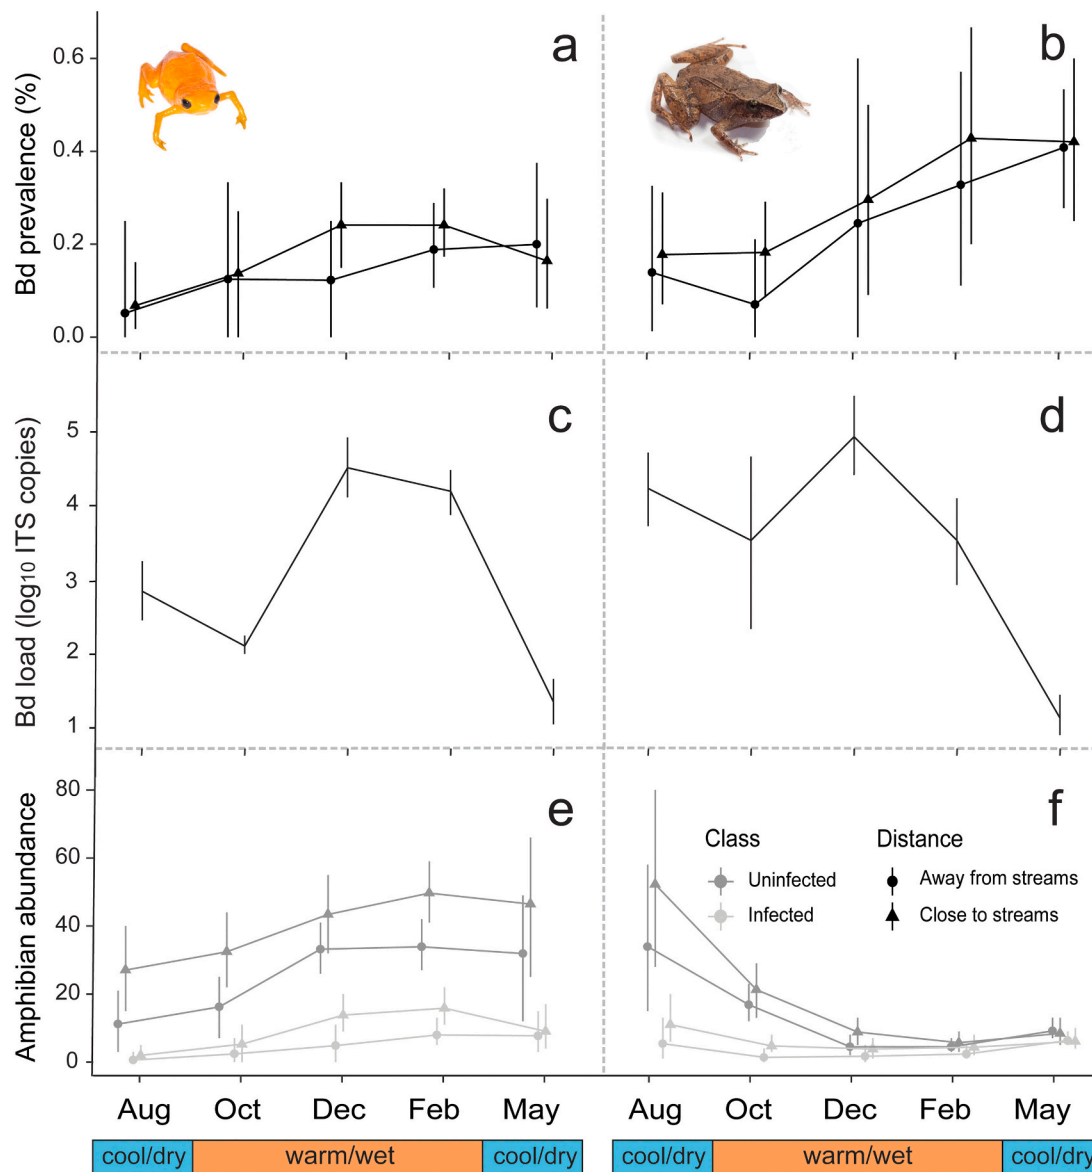 a
b
Bd prevalence (%)
0.6
0.4
0.2
0.0
c
d
Bd load (log10 ITS copies)
5
4
3
2
1
e
f
Amphibian abundance
80
60
40
20
0
Class
Uninfected
Infected
Distance
Away from streams
Close to streams
Aug Oct Dec Feb May
Aug Oct Dec Feb May
cool/dry warm/wet cool/dry
cool/dry warm/wet cool/dry